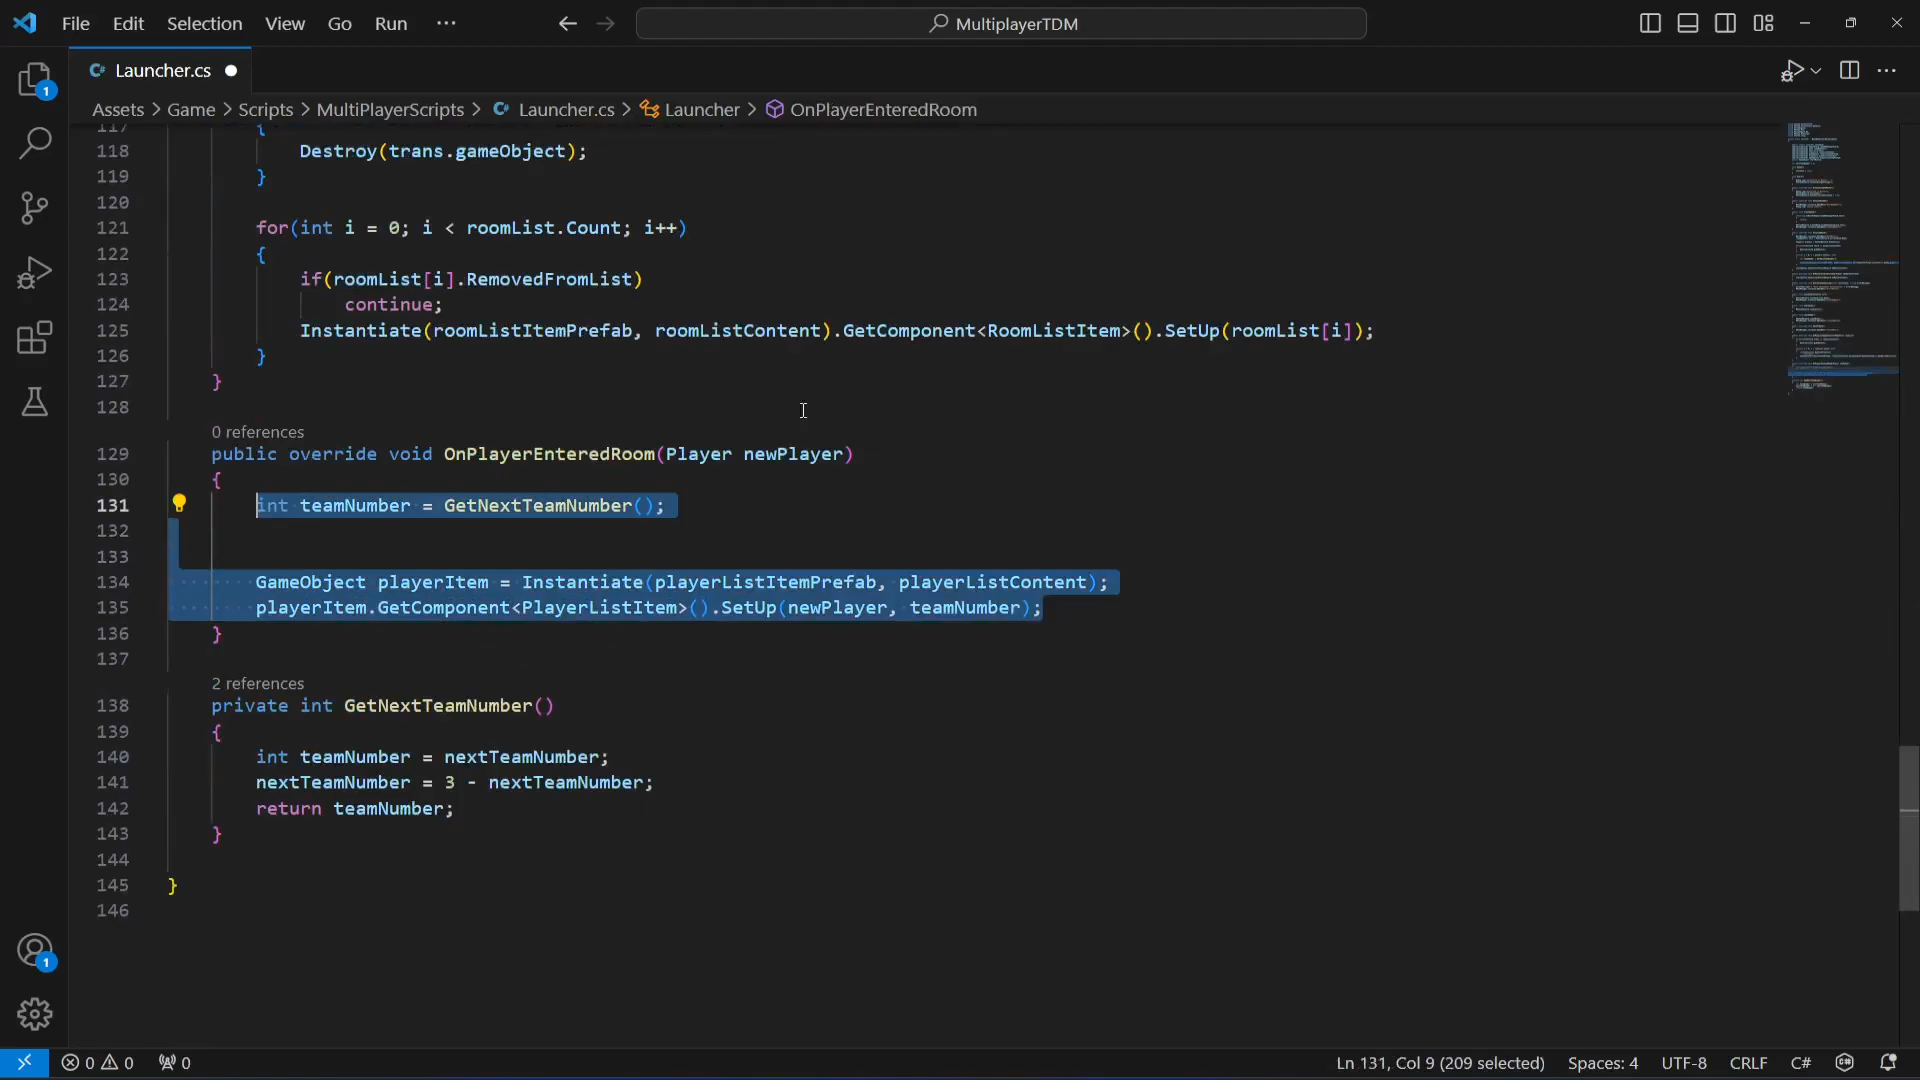 File Edit Selection View Go Run ···
MultiplayerTDM
Launcher.cs
Assets > Game > Scripts > MultiPlayerScripts > Launcher.cs > Launcher > OnPlayerEnteredRoom
117 {
118 Destroy(trans.gameObject);
119 }
120
121 for(int i = 0; i < roomList.Count; i++)
122 {
123 if(roomList[i].RemovedFromList)
124 continue;
125 Instantiate(roomListItemPrefab, roomListContent).GetComponent<RoomListItem>().SetUp(roomList[i]);
126 }
127 }
128
0 references
129 public override void OnPlayerEnteredRoom(Player newPlayer)
130 {
131 int teamNumber = GetNextTeamNumber();
132
133
134 GameObject playerItem = Instantiate(playerListItemPrefab, playerListContent);
135 playerItem.GetComponent<PlayerListItem>().SetUp(newPlayer, teamNumber);
136 }
137
2 references
138 private int GetNextTeamNumber()
139 {
140 int teamNumber = nextTeamNumber;
141 nextTeamNumber = 3 - nextTeamNumber;
142 return teamNumber;
143 }
144
145 }
146
1
1
0 0 0 Ln 131, Col 9 (209 selected) Spaces: 4 UTF-8 CRLF C#